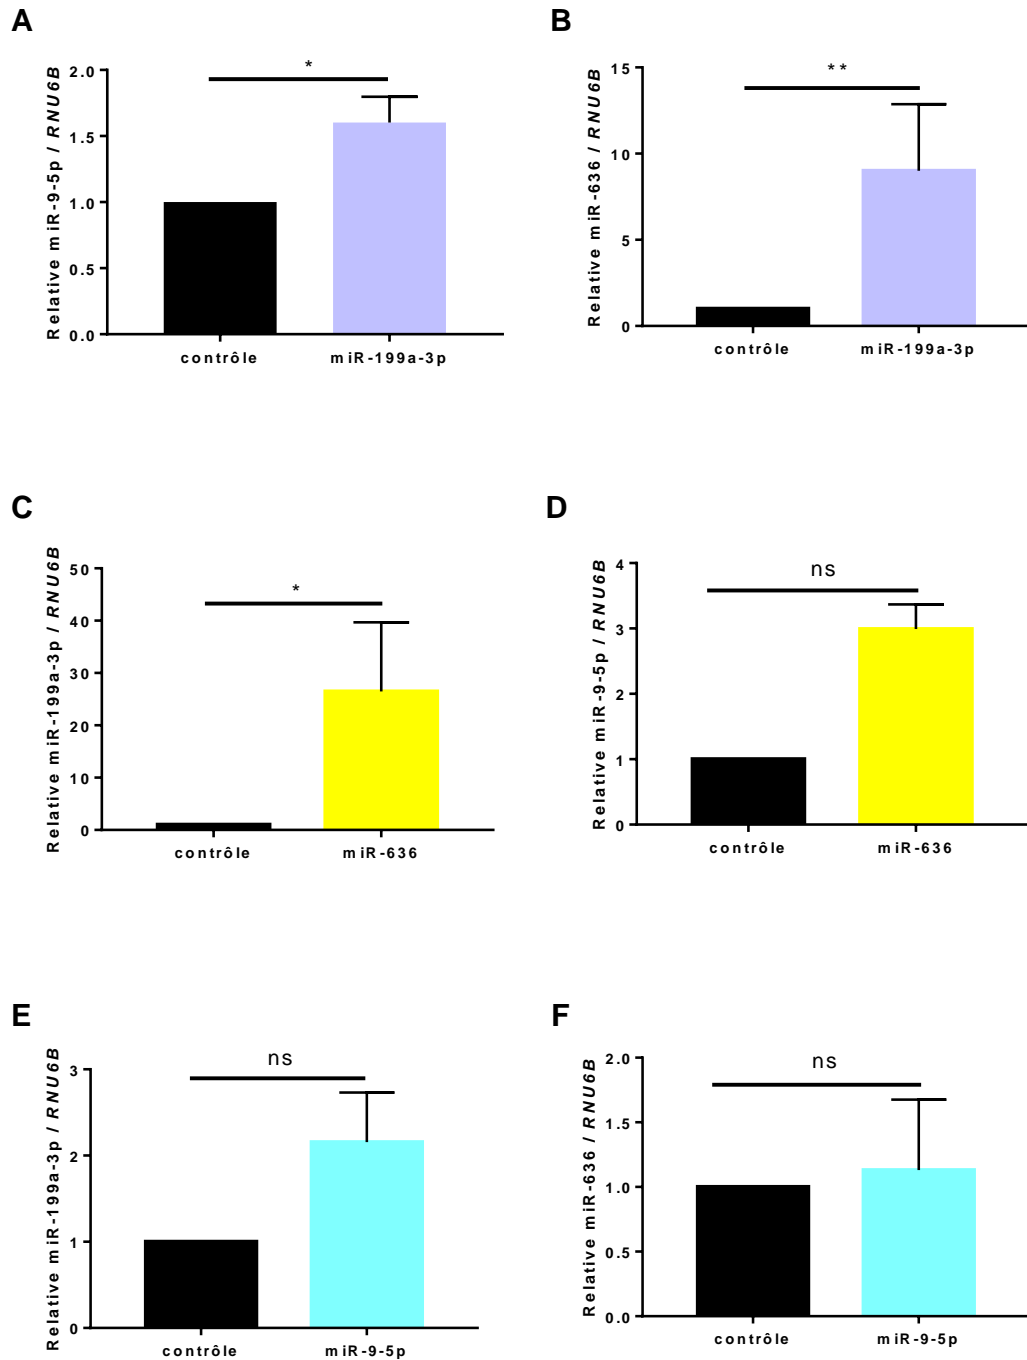 A
Relative miR-9-5p / RNU6B
2.0
1.5
1.0
0.5
0.0
*
contrôle
miR-199a-3p
B
Relative miR-636 / RNU6B
15
10
5
0
**
contrôle
miR-199a-3p
C
Relative miR-199a-3p / RNU6B
50
40
30
20
10
0
*
contrôle
miR-636
D
Relative miR-9-5p / RNU6B
4
3
2
1
0
ns
contrôle
miR-636
E
Relative miR-199a-3p / RNU6B
3
2
1
0
ns
contrôle
miR-9-5p
F
Relative miR-636 / RNU6B
2.0
1.5
1.0
0.5
0.0
ns
contrôle
miR-9-5p